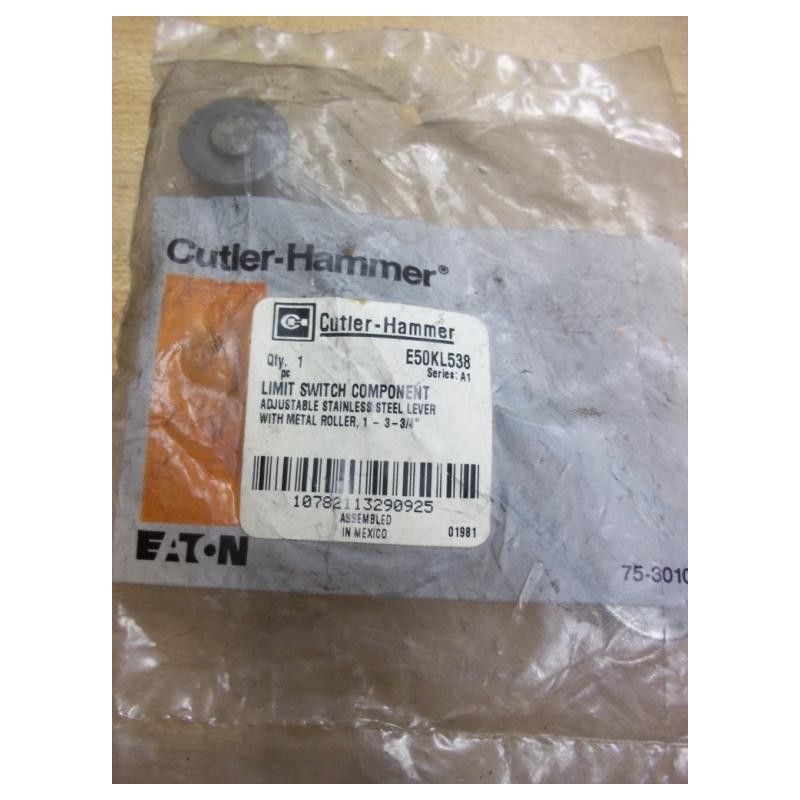 Cutler-Hammer®
Cutler-Hammer
Qty. 1 E50KL538
pc Series: A1
LIMIT SWITCH COMPONENT
ADJUSTABLE STAINLESS STEEL LEVER
WITH METAL ROLLER, 1 - 3-3/4"
10782113290925
ASSEMBLED
IN MEXICO 01981
EATON
75-3010